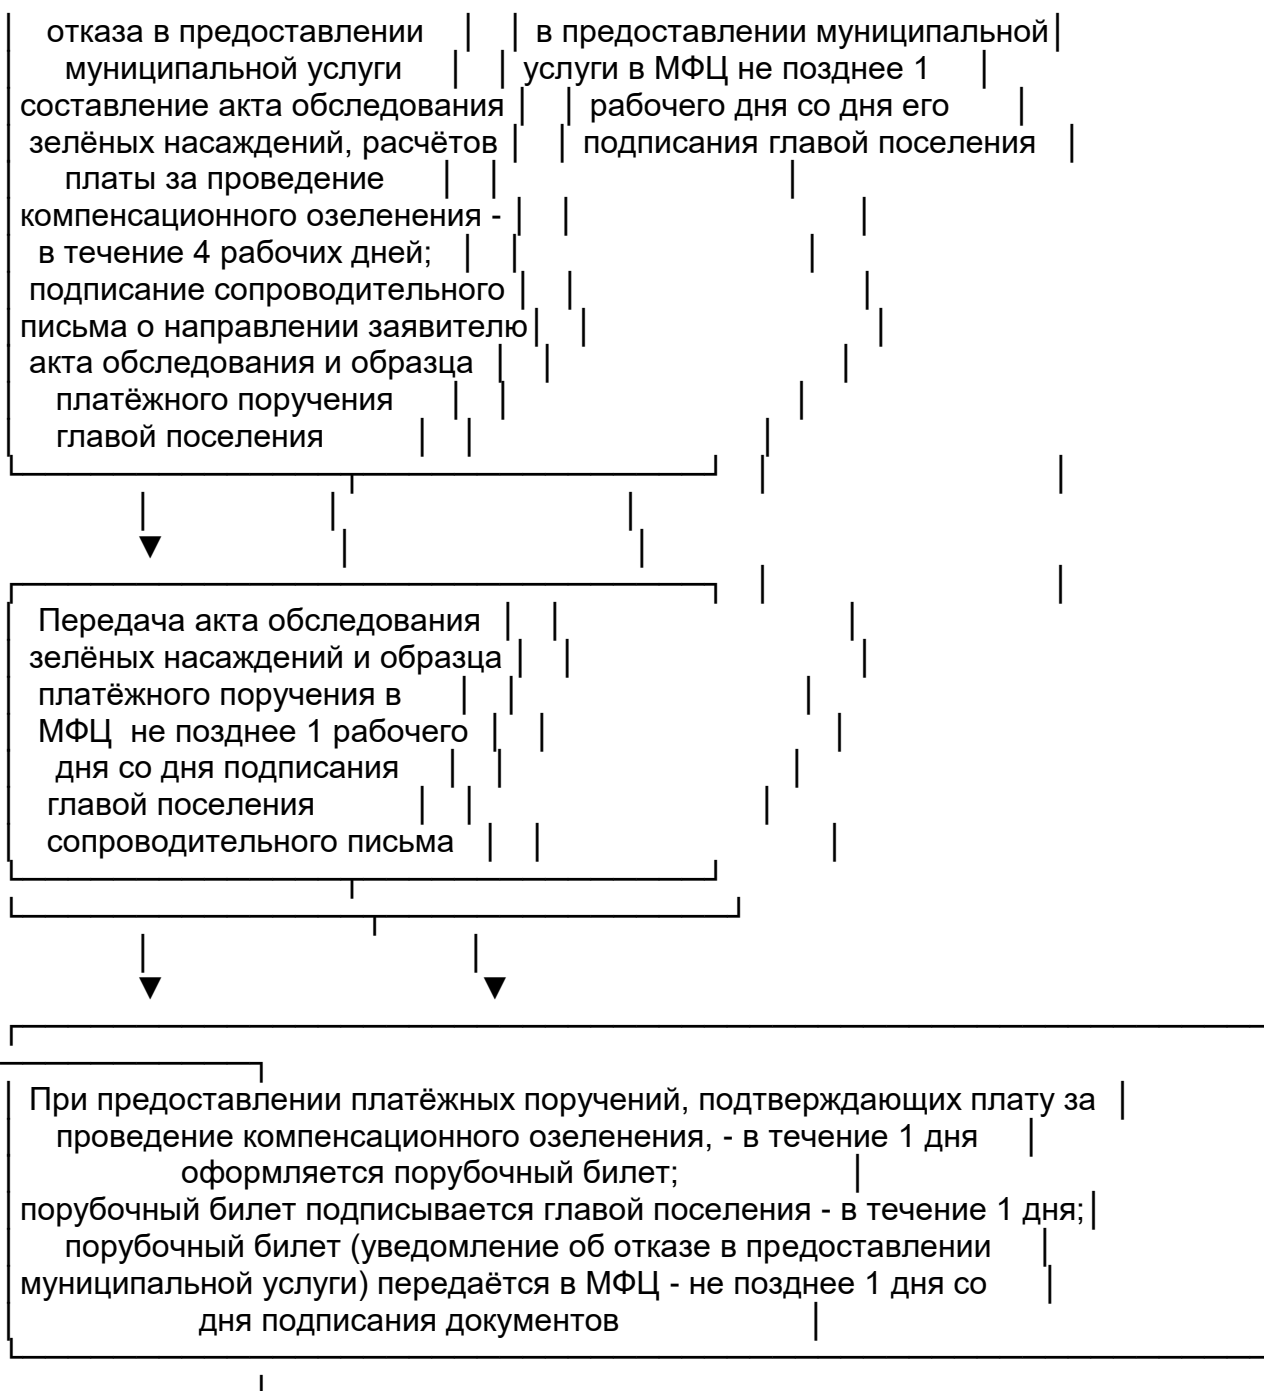 отказа в предоставлении в предоставлении муниципальной
муниципальной услуги услуги в МФЦ не позднее 1
составление акта обследования рабочего дня со дня его
зелёных насаждений, расчётов подписания главой поселения
платы за проведение
компенсационного озеленения -
в течение 4 рабочих дней;
подписание сопроводительного
письма о направлении заявителю
акта обследования и образца
платёжного поручения
главой поселения
Передача акта обследования
зелёных насаждений и образца
платёжного поручения в
МФЦ не позднее 1 рабочего
дня со дня подписания
главой поселения
сопроводительного письма
При предоставлении платёжных поручений, подтверждающих плату за
проведение компенсационного озеленения, - в течение 1 дня
оформляется порубочный билет;
порубочный билет подписывается главой поселения - в течение 1 дня;
порубочный билет (уведомление об отказе в предоставлении
муниципальной услуги) передаётся в МФЦ - не позднее 1 дня со
дня подписания документов